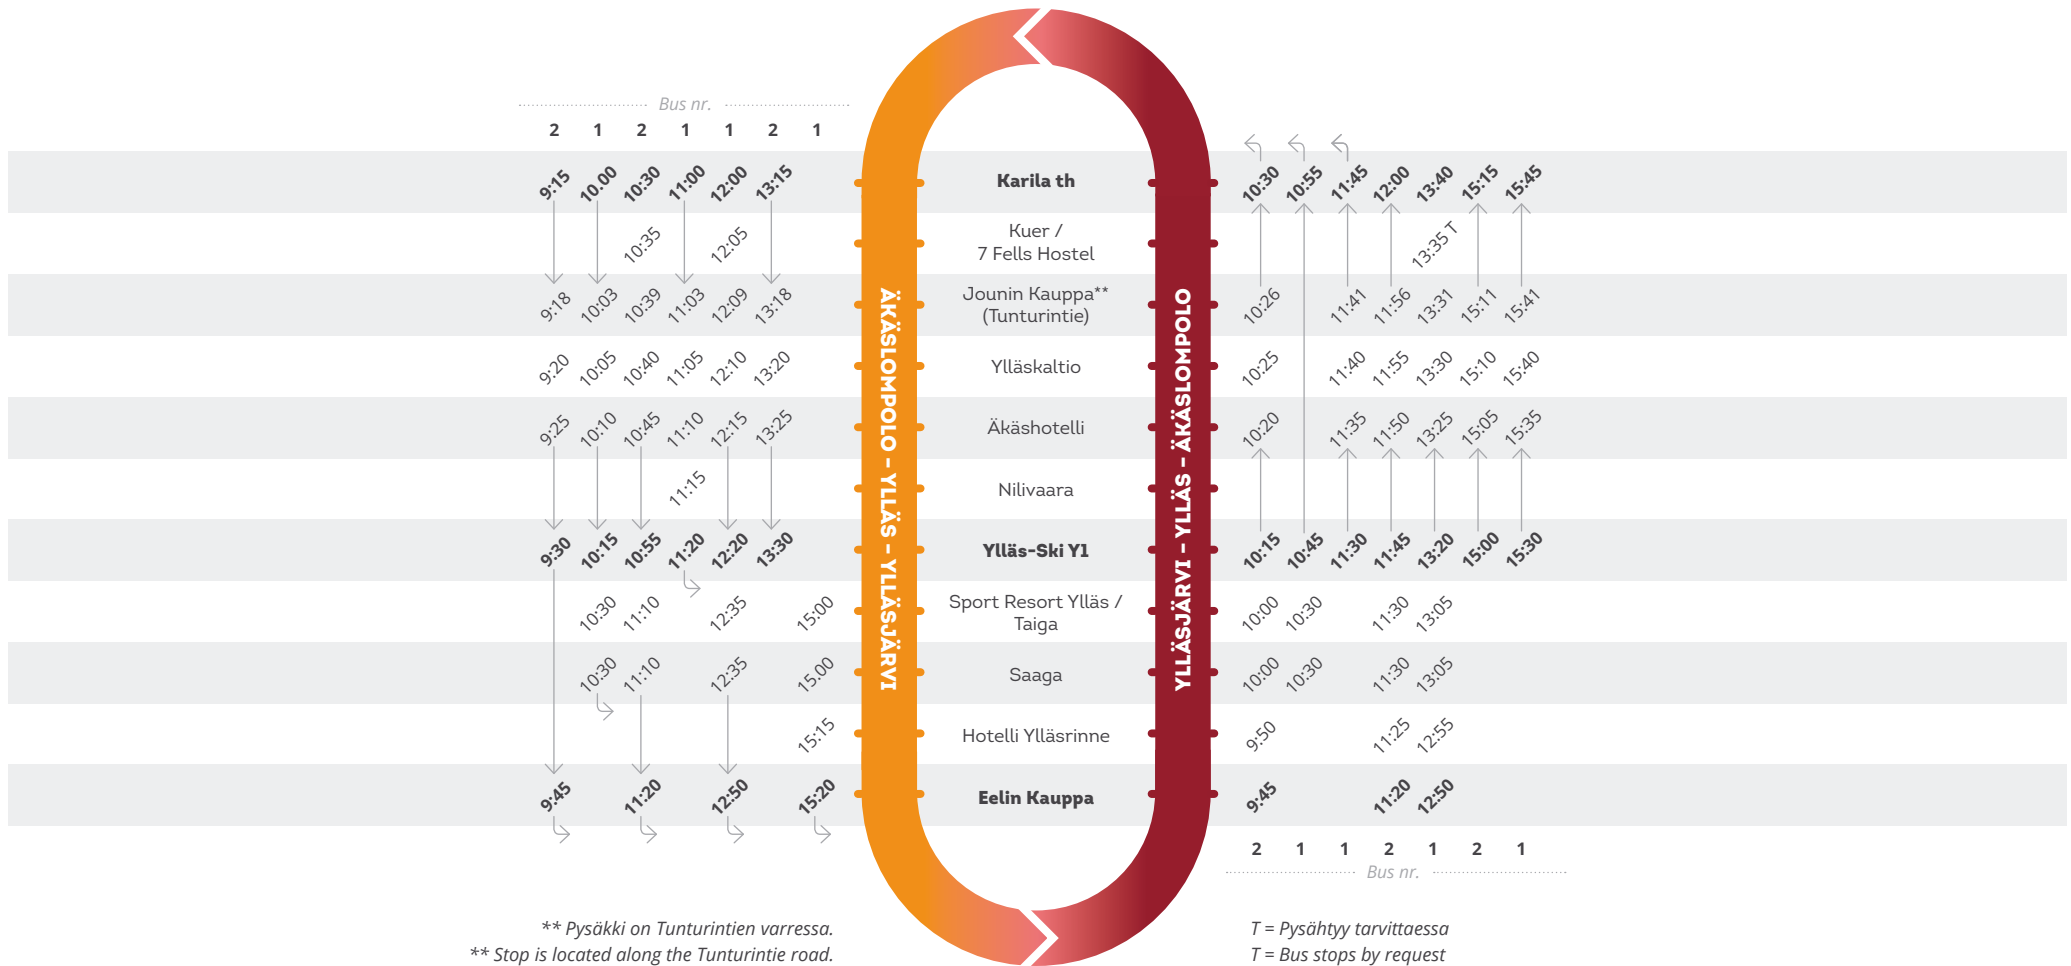 Bus nr.
2 1 2 1 1 2 1
9:15 10.00 10:30 11:00 12:00 13:15 Karila th 10:30 10:55 11:45 12:00 13:40 15:15 15:45
10:35 12:05 Kuer / 13:35 T
7 Fells Hostel
9:18 10:03 10:39 11:03 12:09 13:18 Jounin Kauppa** 10:26 11:41 11:56 13:31 15:11 15:41
(Tunturintie)
9:20 10:05 10:40 11:05 12:10 13:20 Ylläskaltio 10:25 11:40 11:55 13:30 15:10 15:40
9:25 10:10 10:45 11:10 12:15 13:25 Äkäshotelli 10:20 11:35 11:50 13:25 15:05 15:35
11:15 Nilivaara
9:30 10:15 10:55 11:20 12:20 13:30 Ylläs-Ski Y1 10:15 10:45 11:30 11:45 13:20 15:00 15:30
10:30 11:10 12:35 15:00 Sport Resort Ylläs / 10:00 10:30 11:30 13:05
Taiga
10:30 11:10 12:35 15.00 Saaga 10:00 10:30 11:30 13:05
15:15 Hotelli Ylläsrinne 9:50 11:25 12:55
9:45 11:20 12:50 15:20 Eelin Kauppa 9:45 11:20 12:50
ÄKÄSLOMPOLO – YLLÄS – YLLÄSJÄRVI
YLLÄSJÄRVI – YLLÄS – ÄKÄSLOMPOLO
2 1 1 2 1 2 1
Bus nr.
** Pysäkki on Tunturintien varressa.
** Stop is located along the Tunturintie road.
T = Pysähtyy tarvittaessa
T = Bus stops by request